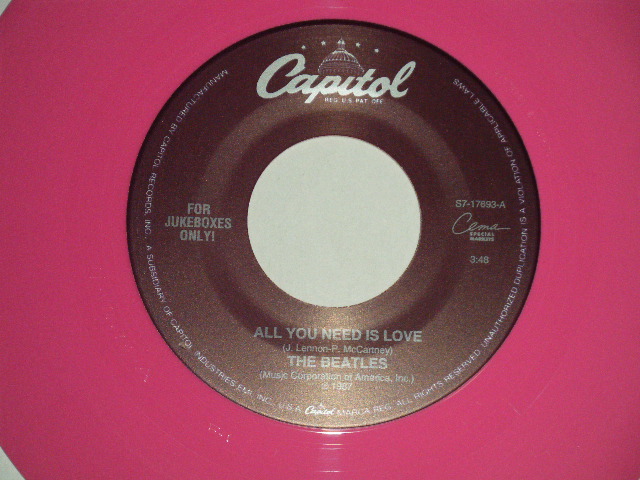 Capitol
REG. U.S. PAT. OFF.
FOR
JUKEBOXES
ONLY!
S7-17693-A
Cema
SPECIAL
MARKETS
3:48
ALL YOU NEED IS LOVE
(J. Lennon-P. McCartney)
THE BEATLES
(Music Corporation of America, Inc.)
℗ 1967
MANUFACTURED BY CAPITOL RECORDS, INC., A SUBSIDIARY OF CAPITOL INDUSTRIES-EMI, INC., U.S.A. Capitol MARCA REG. ALL RIGHTS RESERVED. UNAUTHORIZED DUPLICATION IS A VIOLATION OF APPLICABLE LAWS